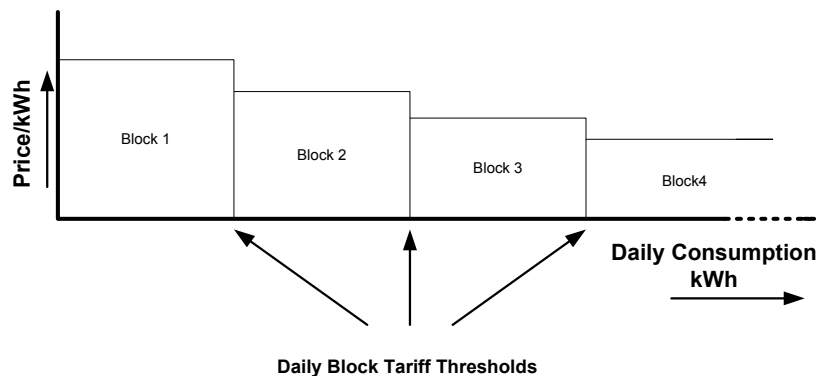 Price/kWh
Block 1
Block 2
Block 3
Block4
Daily Consumption
kWh
Daily Block Tariff Thresholds